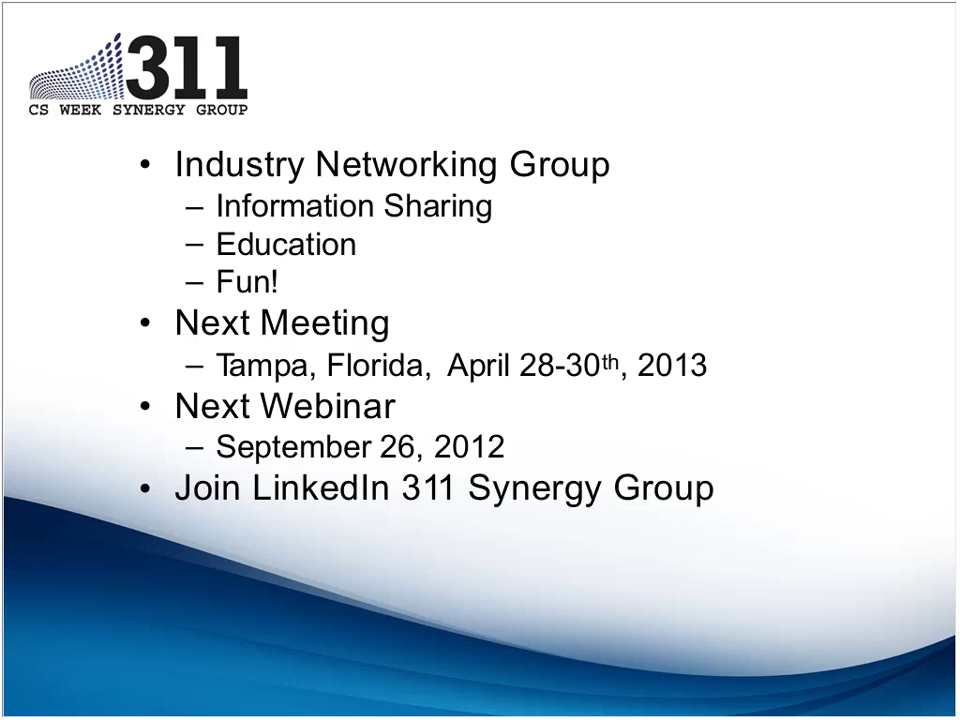 311
CS WEEK SYNERGY GROUP
• Industry Networking Group
– Information Sharing
– Education
– Fun!
• Next Meeting
– Tampa, Florida, April 28-30th, 2013
• Next Webinar
– September 26, 2012
• Join LinkedIn 311 Synergy Group